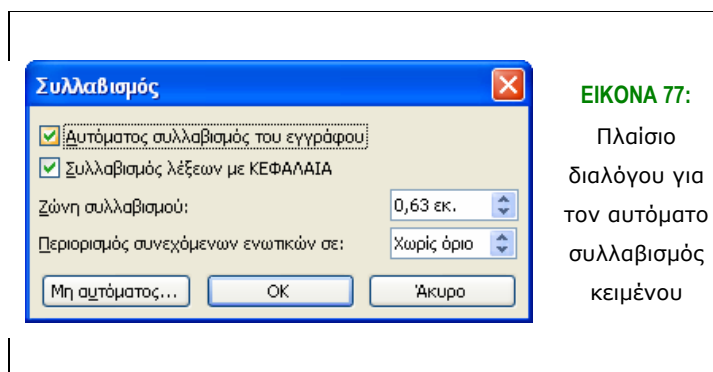 Συλλαβισμός
Αυτόματος συλλαβισμός του εγγράφου
Συλλαβισμός λέξεων με ΚΕΦΑΛΑΙΑ
Ζώνη συλλαβισμού: 0,63 εκ.
Περιορισμός συνεχόμενων ενωτικών σε: Χωρίς όριο
Μη αυτόματος... OK Άκυρο
ΕΙΚΟΝΑ 77:
Πλαίσιο
διαλόγου για
τον αυτόματο
συλλαβισμός
κειμένου